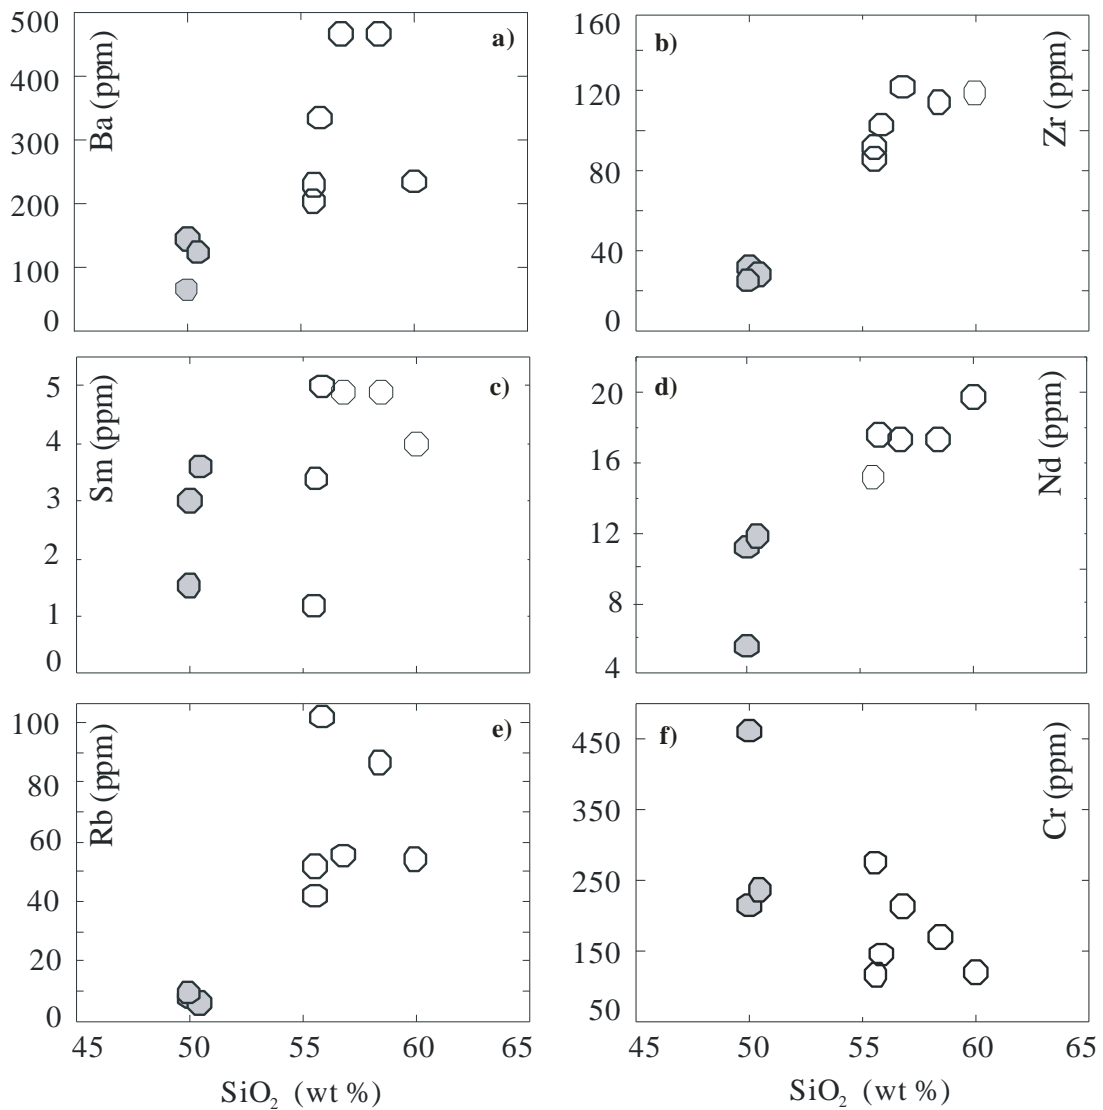 500
400
300
200
100
0
Ba (ppm)
a)
160
120
80
40
0
b)
Zr (ppm)
5
4
3
2
1
0
Sm (ppm)
c)
20
16
12
8
4
d)
Nd (ppm)
100
80
60
40
20
0
Rb (ppm)
e)
450
350
250
150
50
f)
Cr (ppm)
45 50 55 60 65
SiO₂ (wt %)
45 50 55 60 65
SiO₂ (wt %)